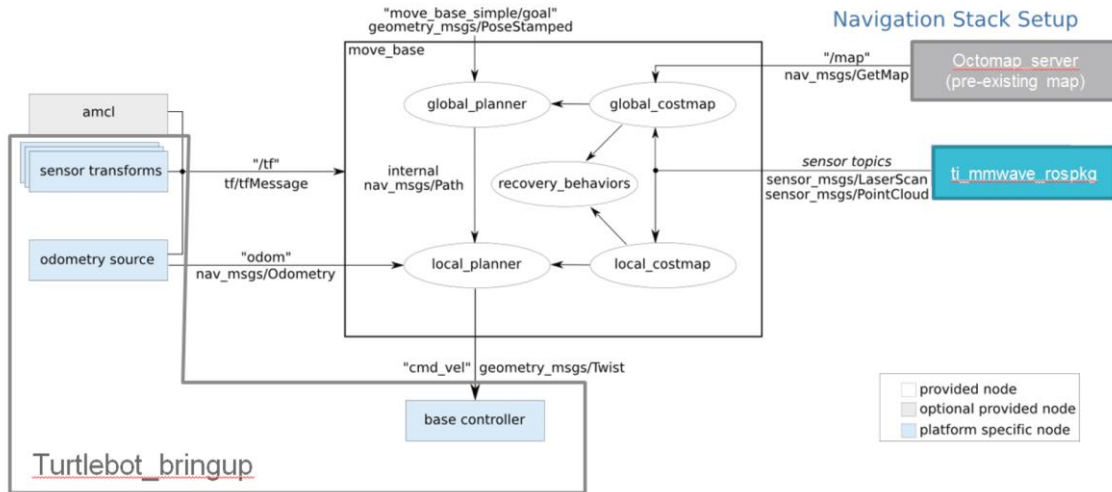 "move_base_simple/goal"
geometry_msgs/PoseStamped
Navigation Stack Setup
move_base
"/map"
nav_msgs/GetMap
Octomap_server
(pre-existing map)
amcl
global_planner
global_costmap
sensor transforms
"/tf"
tf/tfMessage
internal
nav_msgs/Path
recovery_behaviors
sensor topics
sensor_msgs/LaserScan
sensor_msgs/PointCloud
ti_mmwave_rospkg
odometry source
"odom"
nav_msgs/Odometry
local_planner
local_costmap
"cmd_vel" geometry_msgs/Twist
base controller
provided node
optional provided node
platform specific node
Turtlebot_bringup